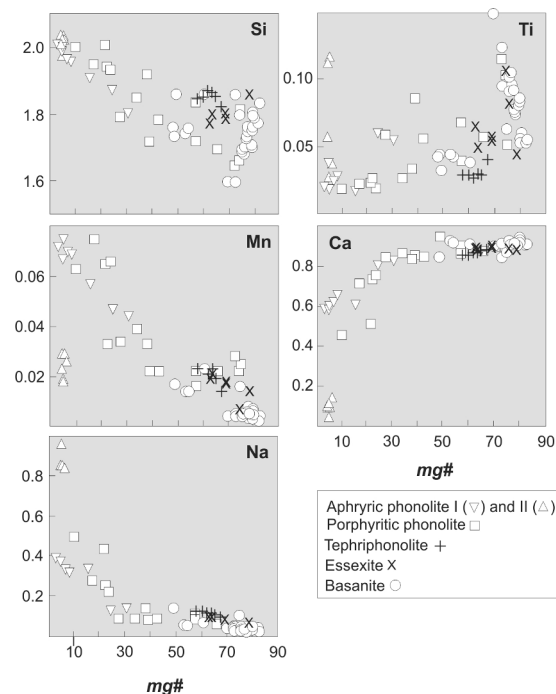 Si
2.0
1.8
1.6
Ti
0.10
0.05
Mn
0.06
0.04
0.02
Ca
0.8
0.6
0.4
0.2
10 30 50 70 90
mg#
Na
0.8
0.6
0.4
0.2
10 30 50 70 90
mg#
Aphryric phonolite I (▽) and II (△)
Porphyritic phonolite □
Tephriphonolite +
Essexite X
Basanite ○